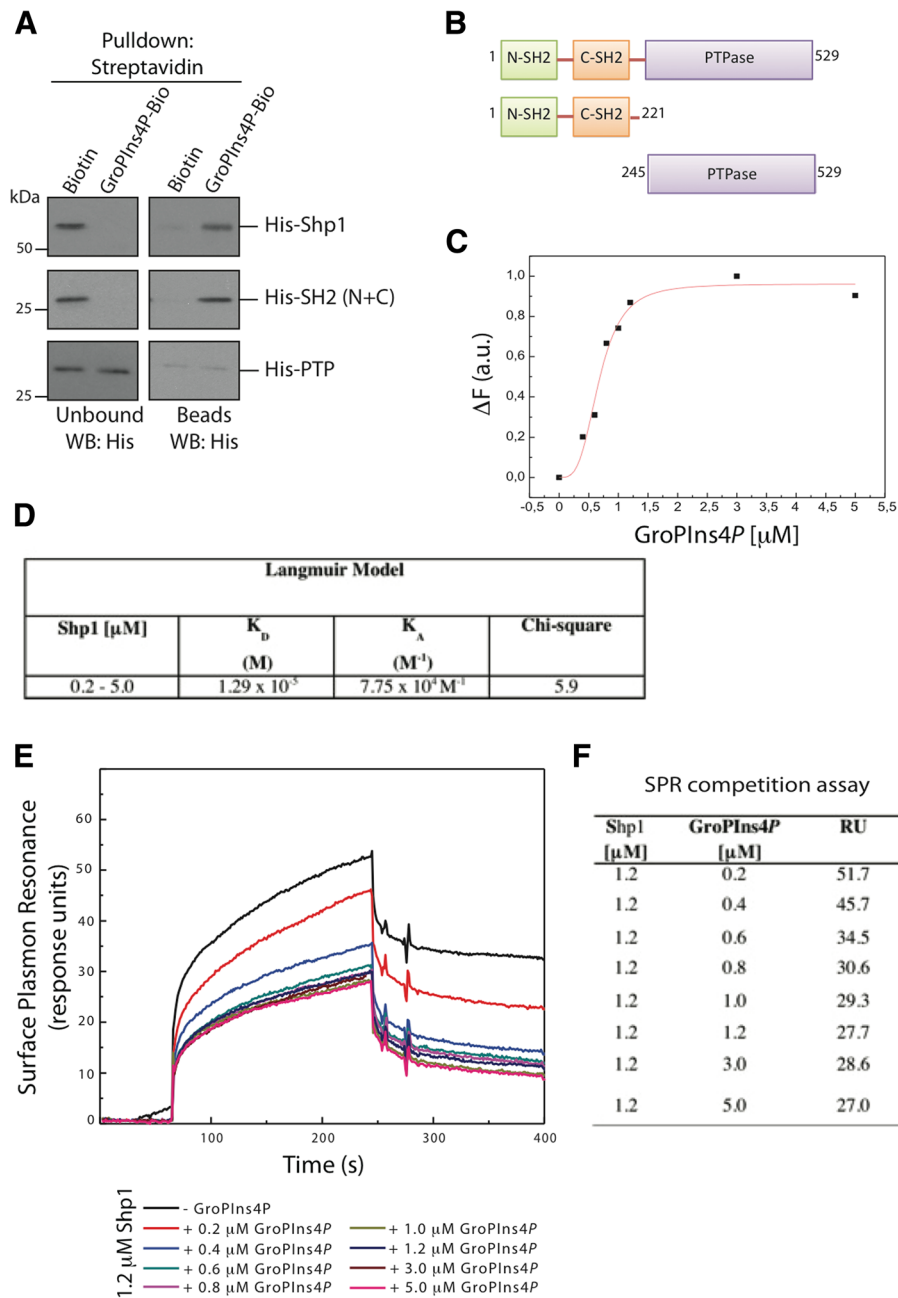 A
Pulldown:
Streptavidin
Biotin
GroPIns4P-Bio
Biotin
GroPIns4P-Bio
kDa
50
His-Shp1
25
His-SH2 (N+C)
25
His-PTP
Unbound
WB: His
Beads
WB: His
B
1 N-SH2 C-SH2 PTPase 529
1 N-SH2 C-SH2 221
245 PTPase 529
C
ΔF (a.u.)
1,0
0,8
0,6
0,4
0,2
0,0
-0,5 0 0,5 1 1,5 2 2,5 3 3,5 4 4,5 5 5,5
GroPIns4P [μM]
D
Langmuir Model
Shp1 [μM] K_D (M) K_A (M⁻¹) Chi-square
0.2 - 5.0 1.29 x 10⁻⁵ 7.75 x 10⁴ M⁻¹ 5.9
E
Surface Plasmon Resonance
(response units)
60
50
40
30
20
10
0
100 200 300 400
Time (s)
1.2 μM Shp1
- GroPIns4P
+ 0.2 μM GroPIns4P
+ 0.4 μM GroPIns4P
+ 0.6 μM GroPIns4P
+ 0.8 μM GroPIns4P
+ 1.0 μM GroPIns4P
+ 1.2 μM GroPIns4P
+ 3.0 μM GroPIns4P
+ 5.0 μM GroPIns4P
F
SPR competition assay
Shp1 GroPIns4P RU
[μM] [μM]
1.2 0.2 51.7
1.2 0.4 45.7
1.2 0.6 34.5
1.2 0.8 30.6
1.2 1.0 29.3
1.2 1.2 27.7
1.2 3.0 28.6
1.2 5.0 27.0